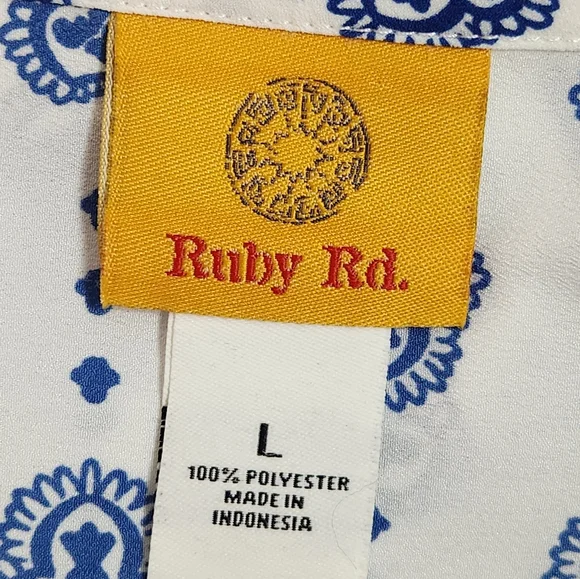 Ruby Rd.
L
100% POLYESTER
MADE IN
INDONESIA